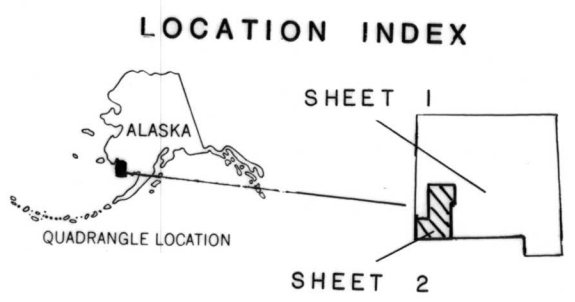 LOCATION INDEX
SHEET 1
ALASKA
QUADRANGLE LOCATION
SHEET 2